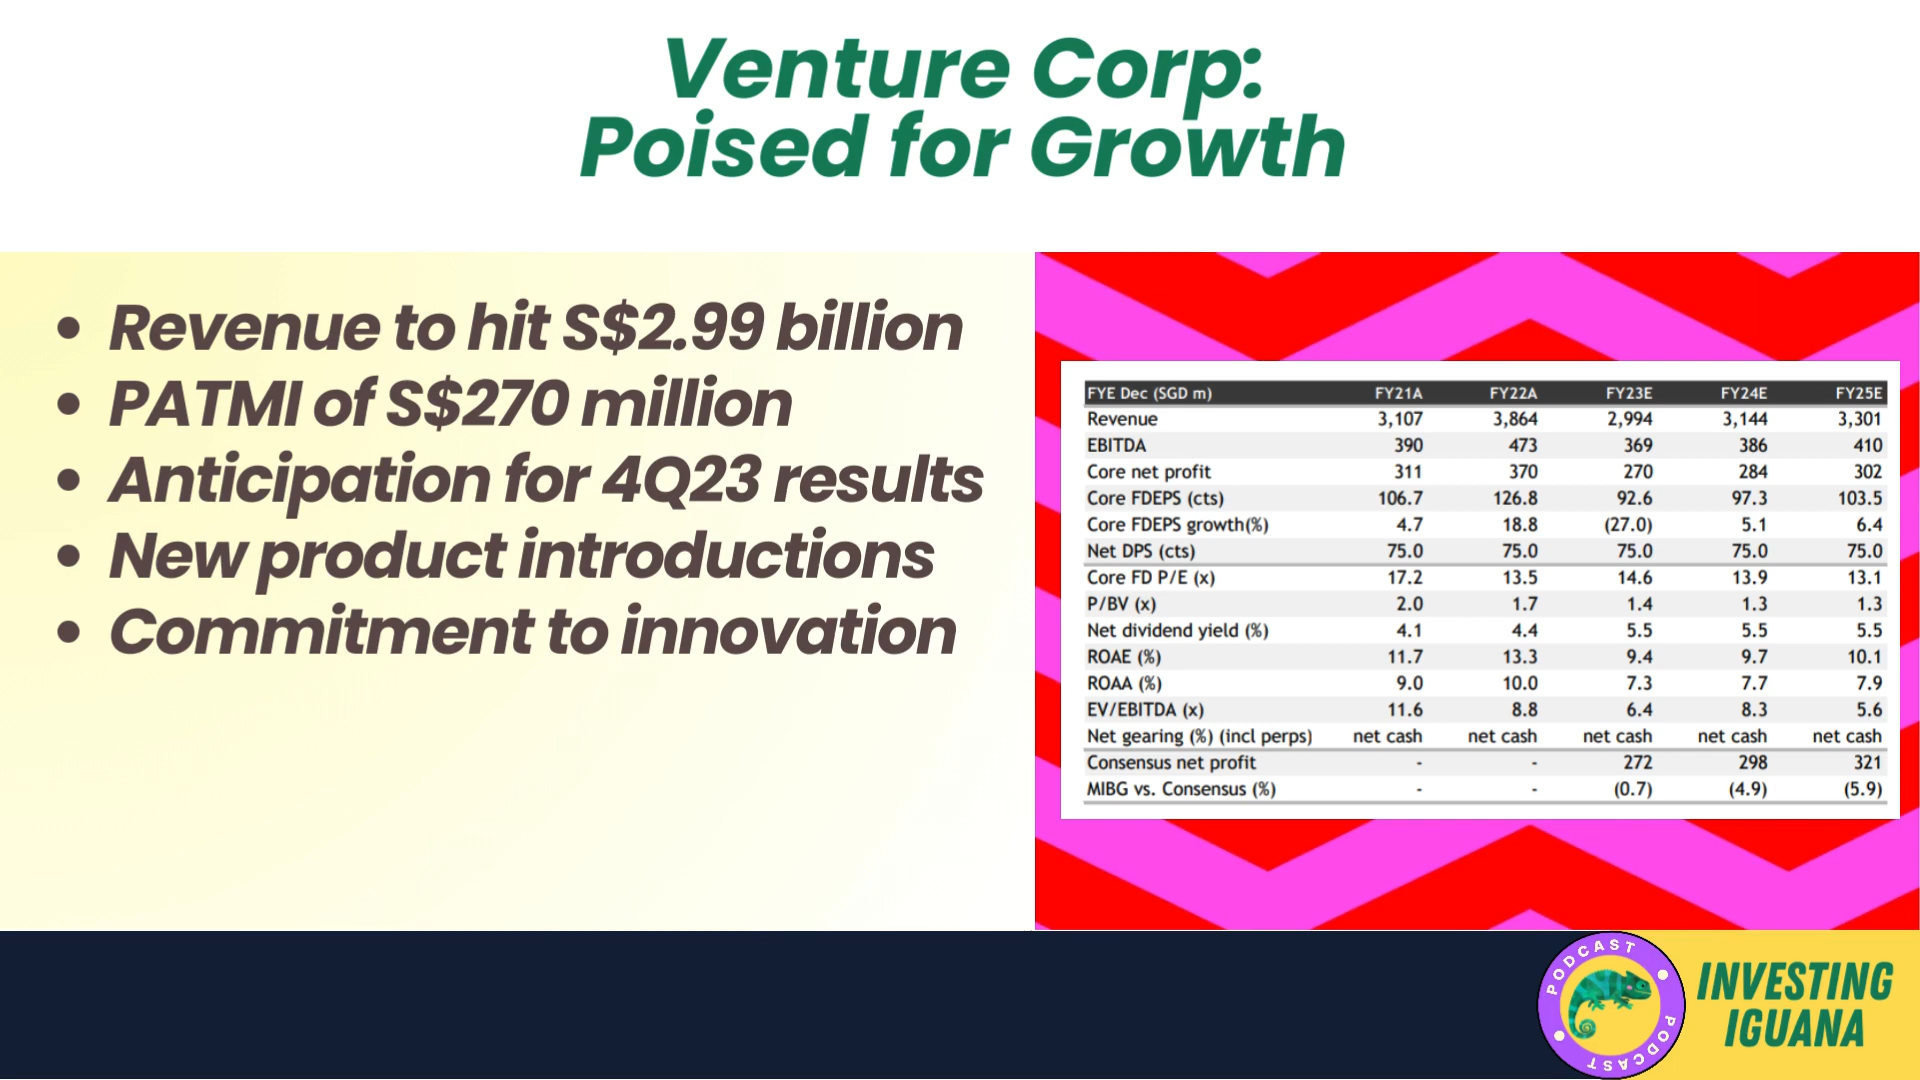 Venture Corp:
Poised for Growth
• Revenue to hit S$2.99 billion
• PATMI of S$270 million
• Anticipation for 4Q23 results
• New product introductions
• Commitment to innovation
FYE Dec (SGD m) FY21A FY22A FY23E FY24E FY25E
Revenue 3,107 3,864 2,994 3,144 3,301
EBITDA 390 473 369 386 410
Core net profit 311 370 270 284 302
Core FDEPS (cts) 106.7 126.8 92.6 97.3 103.5
Core FDEPS growth(%) 4.7 18.8 (27.0) 5.1 6.4
Net DPS (cts) 75.0 75.0 75.0 75.0 75.0
Core FD P/E (x) 17.2 13.5 14.6 13.9 13.1
P/BV (x) 2.0 1.7 1.4 1.3 1.3
Net dividend yield (%) 4.1 4.4 5.5 5.5 5.5
ROAE (%) 11.7 13.3 9.4 9.7 10.1
ROAA (%) 9.0 10.0 7.3 7.7 7.9
EV/EBITDA (x) 11.6 8.8 6.4 8.3 5.6
Net gearing (%) (incl perps) net cash net cash net cash net cash net cash
Consensus net profit - - 272 298 321
MIBG vs. Consensus (%) - - (0.7) (4.9) (5.9)
PODCAST
PODCAST
INVESTING
IGUANA